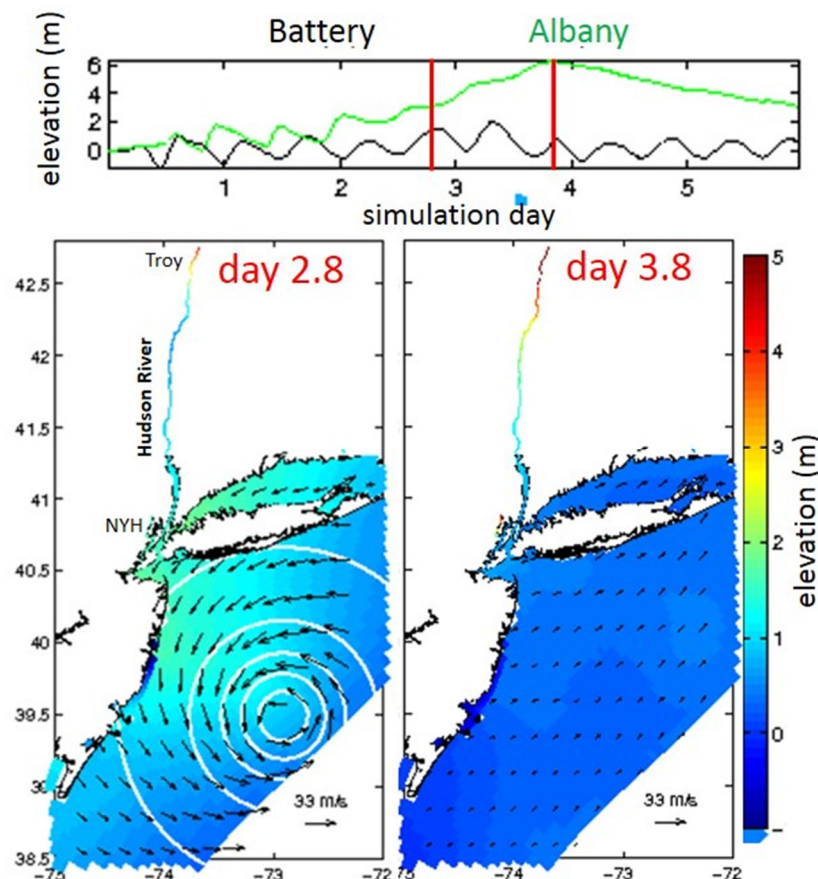 Battery Albany
elevation (m)
6
4
2
0
1 2 3 4 5
simulation day
Troy
day 2.8
day 3.8
42.5
42
41.5
41
40.5
40
39.5
39
38.5
Hudson River
NYH
33 m/s
33 m/s
-74 -73 -72
-74 -73 -72
5
4
3
2
1
0
elevation (m)